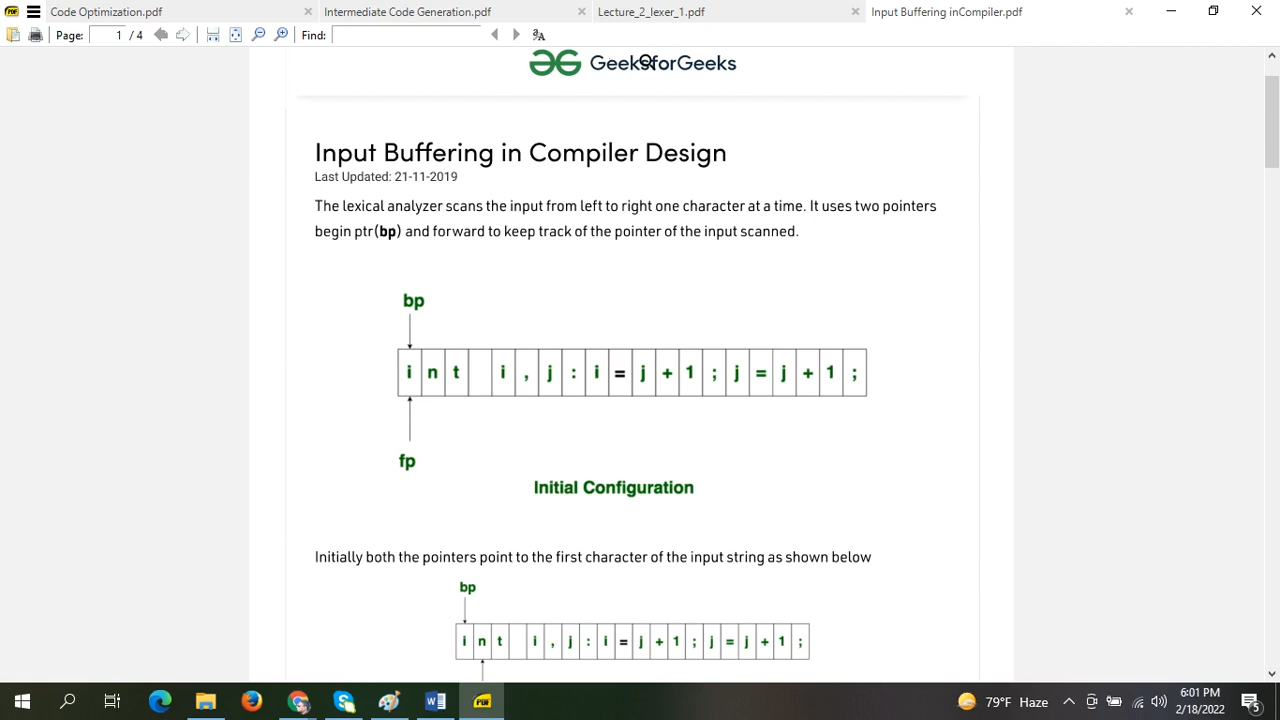 Code Optimization.pdf
Intermediate Code Generation.pdf
Lecture_2_lexer_1.pdf
Input Buffering inCompiler.pdf
Page: 1 / 4 Find:
GeeksforGeeks
Input Buffering in Compiler Design
Last Updated: 21-11-2019
The lexical analyzer scans the input from left to right one character at a time. It uses two pointers
begin ptr(bp) and forward to keep track of the pointer of the input scanned.
bp
i n t i , j : i = j + 1 ; j = j + 1 ;
fp
Initial Configuration
Initially both the pointers point to the first character of the input string as shown below
bp
i n t i , j : i = j + 1 ; j = j + 1 ;
79°F Haze
6:01 PM
2/18/2022
5